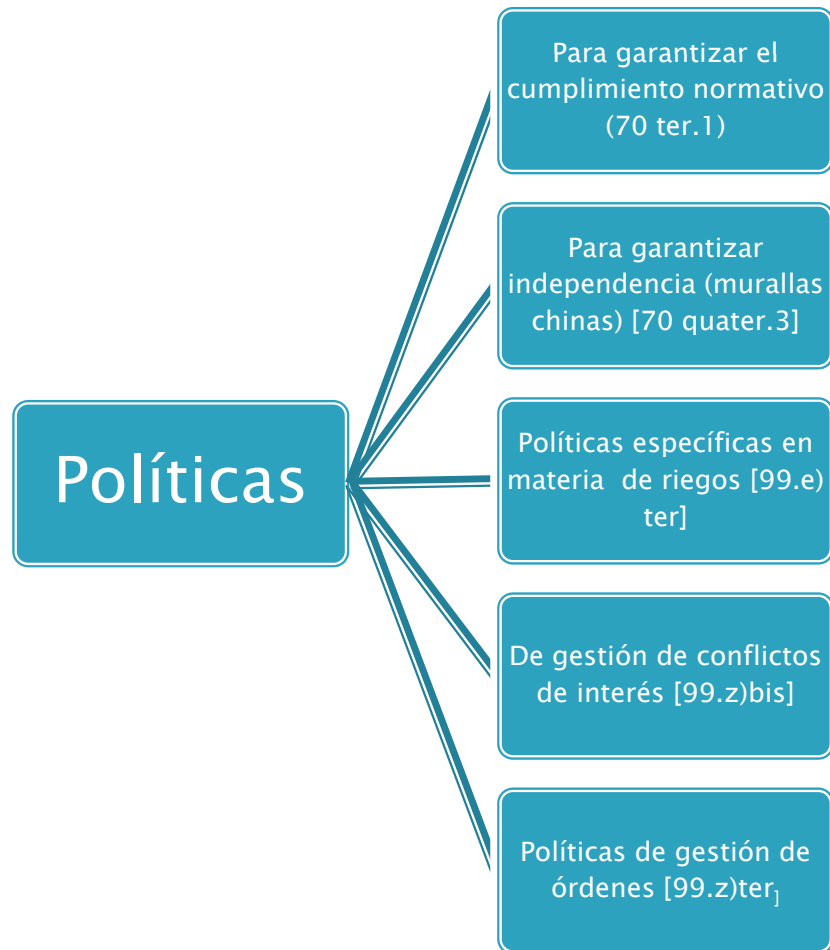 Políticas
Para garantizar el
cumplimiento normativo
(70 ter.1)
Para garantizar
independencia (murallas
chinas) [70 quater.3]
Políticas específicas en
materia de riegos [99.e)
ter]
De gestión de conflictos
de interés [99.z)bis]
Políticas de gestión de
órdenes [99.z)ter]